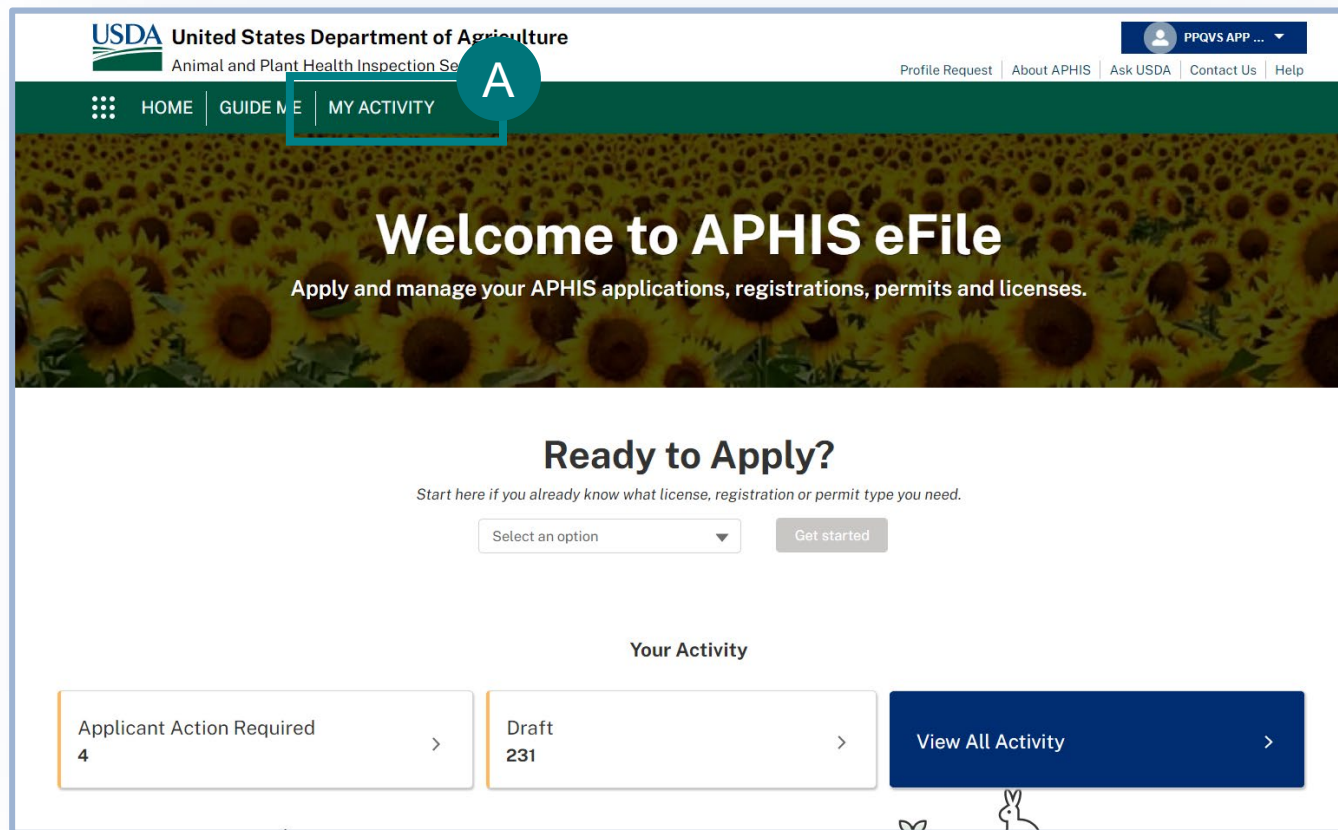 USDA United States Department of Agriculture
Animal and Plant Health Inspection Se
A
PPQVS APP ...
Profile Request | About APHIS | Ask USDA | Contact Us | Help
HOME | GUIDE ME | MY ACTIVITY
Welcome to APHIS eFile
Apply and manage your APHIS applications, registrations, permits and licenses.
Ready to Apply?
Start here if you already know what license, registration or permit type you need.
Select an option
Get started
Your Activity
Applicant Action Required
4
Draft
231
View All Activity